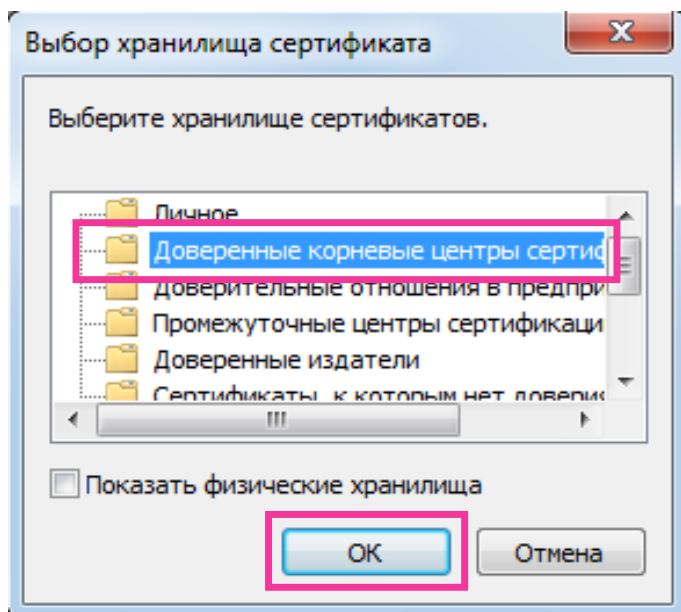 Выбор хранилища сертификата
Выберите хранилище сертификатов.
Личное
Доверенные корневые центры сертиф
Доверительные отношения в предпри
Промежуточные центры сертификаци
Доверенные издатели
Сертификаты, к которым нет доверия
Показать физические хранилища
ОК
Отмена